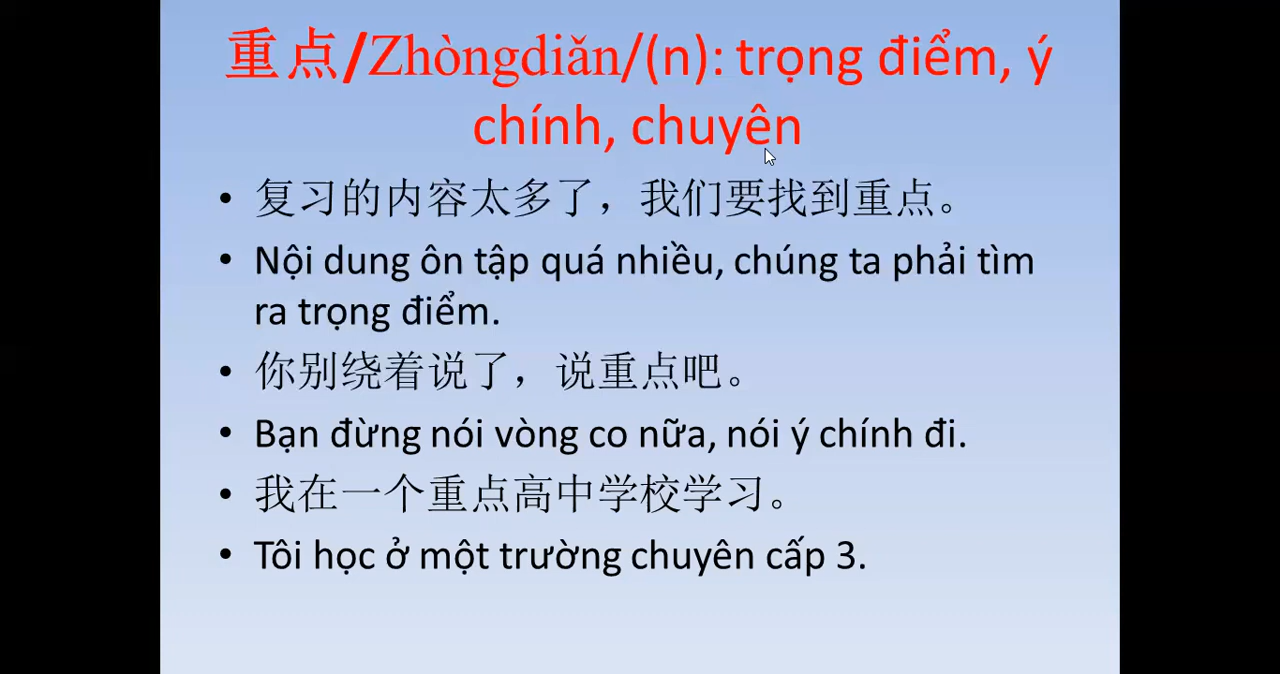 重点/Zhòngdiǎn/(n): trọng điểm, ý
chính, chuyên
• 复习的内容太多了，我们要找到重点。
• Nội dung ôn tập quá nhiều, chúng ta phải tìm
ra trọng điểm.
• 你别绕着说了，说重点吧。
• Bạn đừng nói vòng co nữa, nói ý chính đi.
• 我在一个重点高中学校学习。
• Tôi học ở một trường chuyên cấp 3.